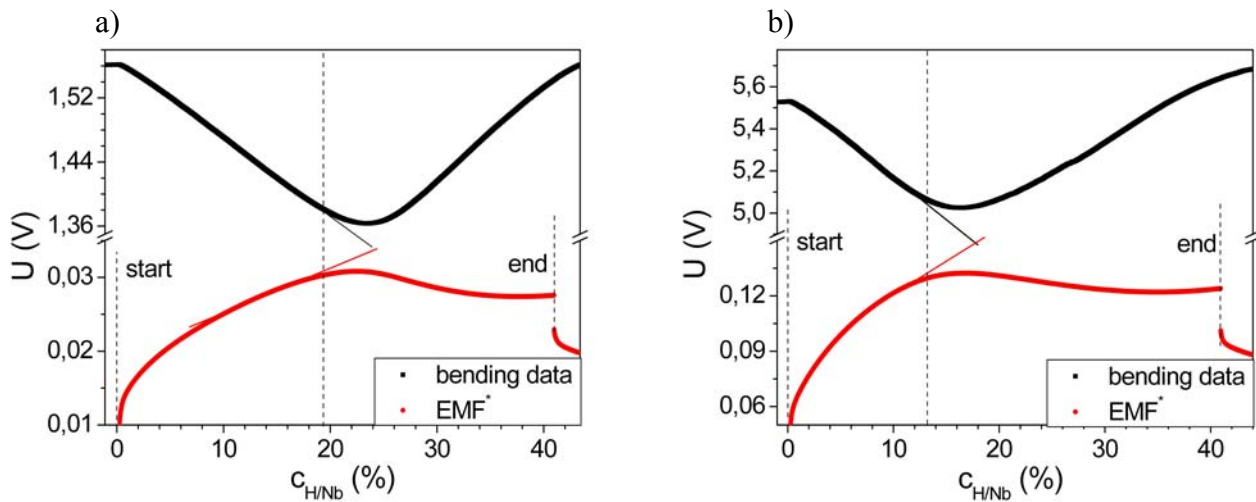 a)
1,52
1,44
1,36
0,03
0,02
0,01
U (V)
start
end
bending data
EMF*
0 10 20 30 40
c_H/Nb (%)
b)
5,6
5,4
5,2
5,0
0,12
0,09
0,06
U (V)
start
end
bending data
EMF*
0 10 20 30 40
c_H/Nb (%)